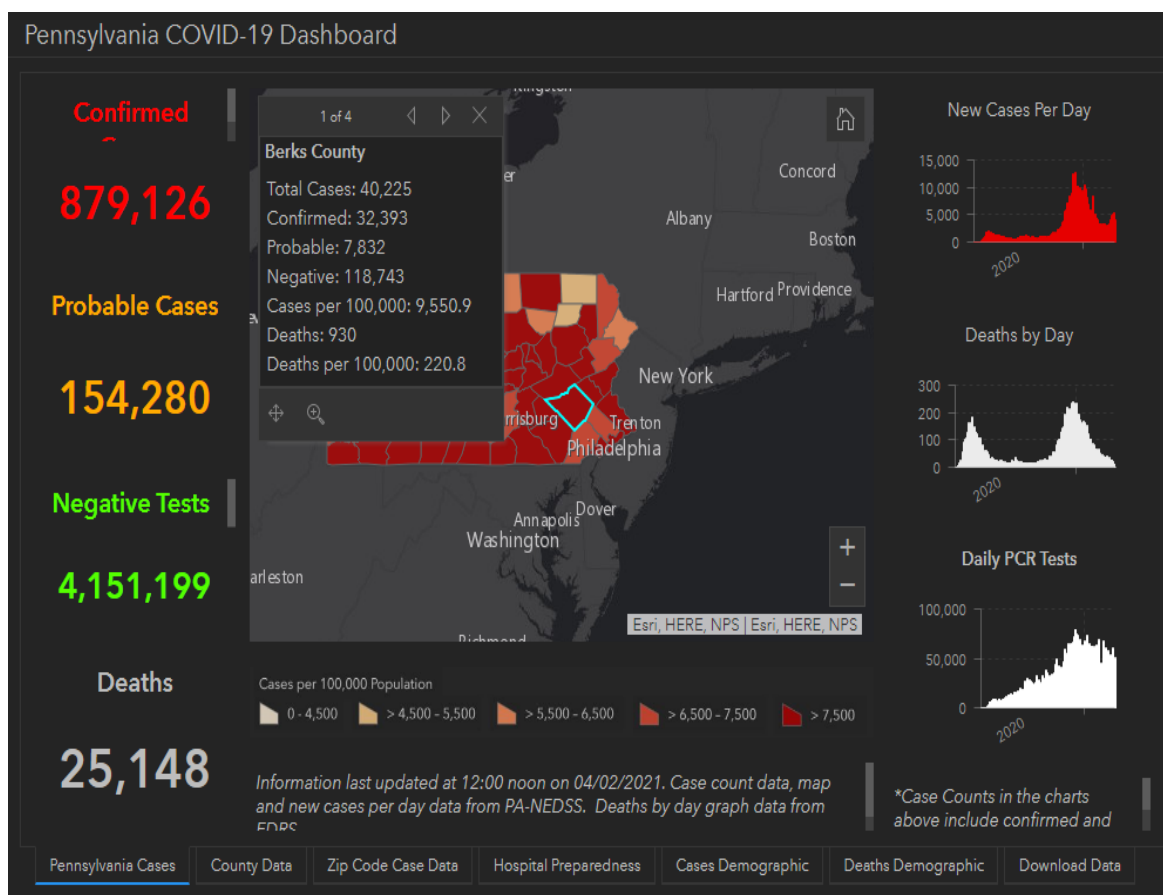 Pennsylvania COVID-19 Dashboard
Confirmed
879,126
Probable Cases
154,280
Negative Tests
4,151,199
Deaths
25,148
1 of 4
Berks County
Total Cases: 40,225
Confirmed: 32,393
Probable: 7,832
Negative: 118,743
Cases per 100,000: 9,550.9
Deaths: 930
Deaths per 100,000: 220.8
Kingston
er
Concord
Albany
Boston
Hartford
Providence
New York
rrisburg
Trenton
Philadelphia
Dover
Annapolis
Washington
arleston
Richmond
+
−
Esri, HERE, NPS | Esri, HERE, NPS
Cases per 100,000 Population
0 - 4,500
> 4,500 - 5,500
> 5,500 - 6,500
> 6,500 - 7,500
> 7,500
Information last updated at 12:00 noon on 04/02/2021. Case count data, map
and new cases per day data from PA-NEDSS. Deaths by day graph data from
EDRS
New Cases Per Day
15,000
10,000
5,000
0
2020
Deaths by Day
300
200
100
0
2020
Daily PCR Tests
100,000
50,000
0
2020
*Case Counts in the charts
above include confirmed and
Pennsylvania Cases
County Data
Zip Code Case Data
Hospital Preparedness
Cases Demographic
Deaths Demographic
Download Data